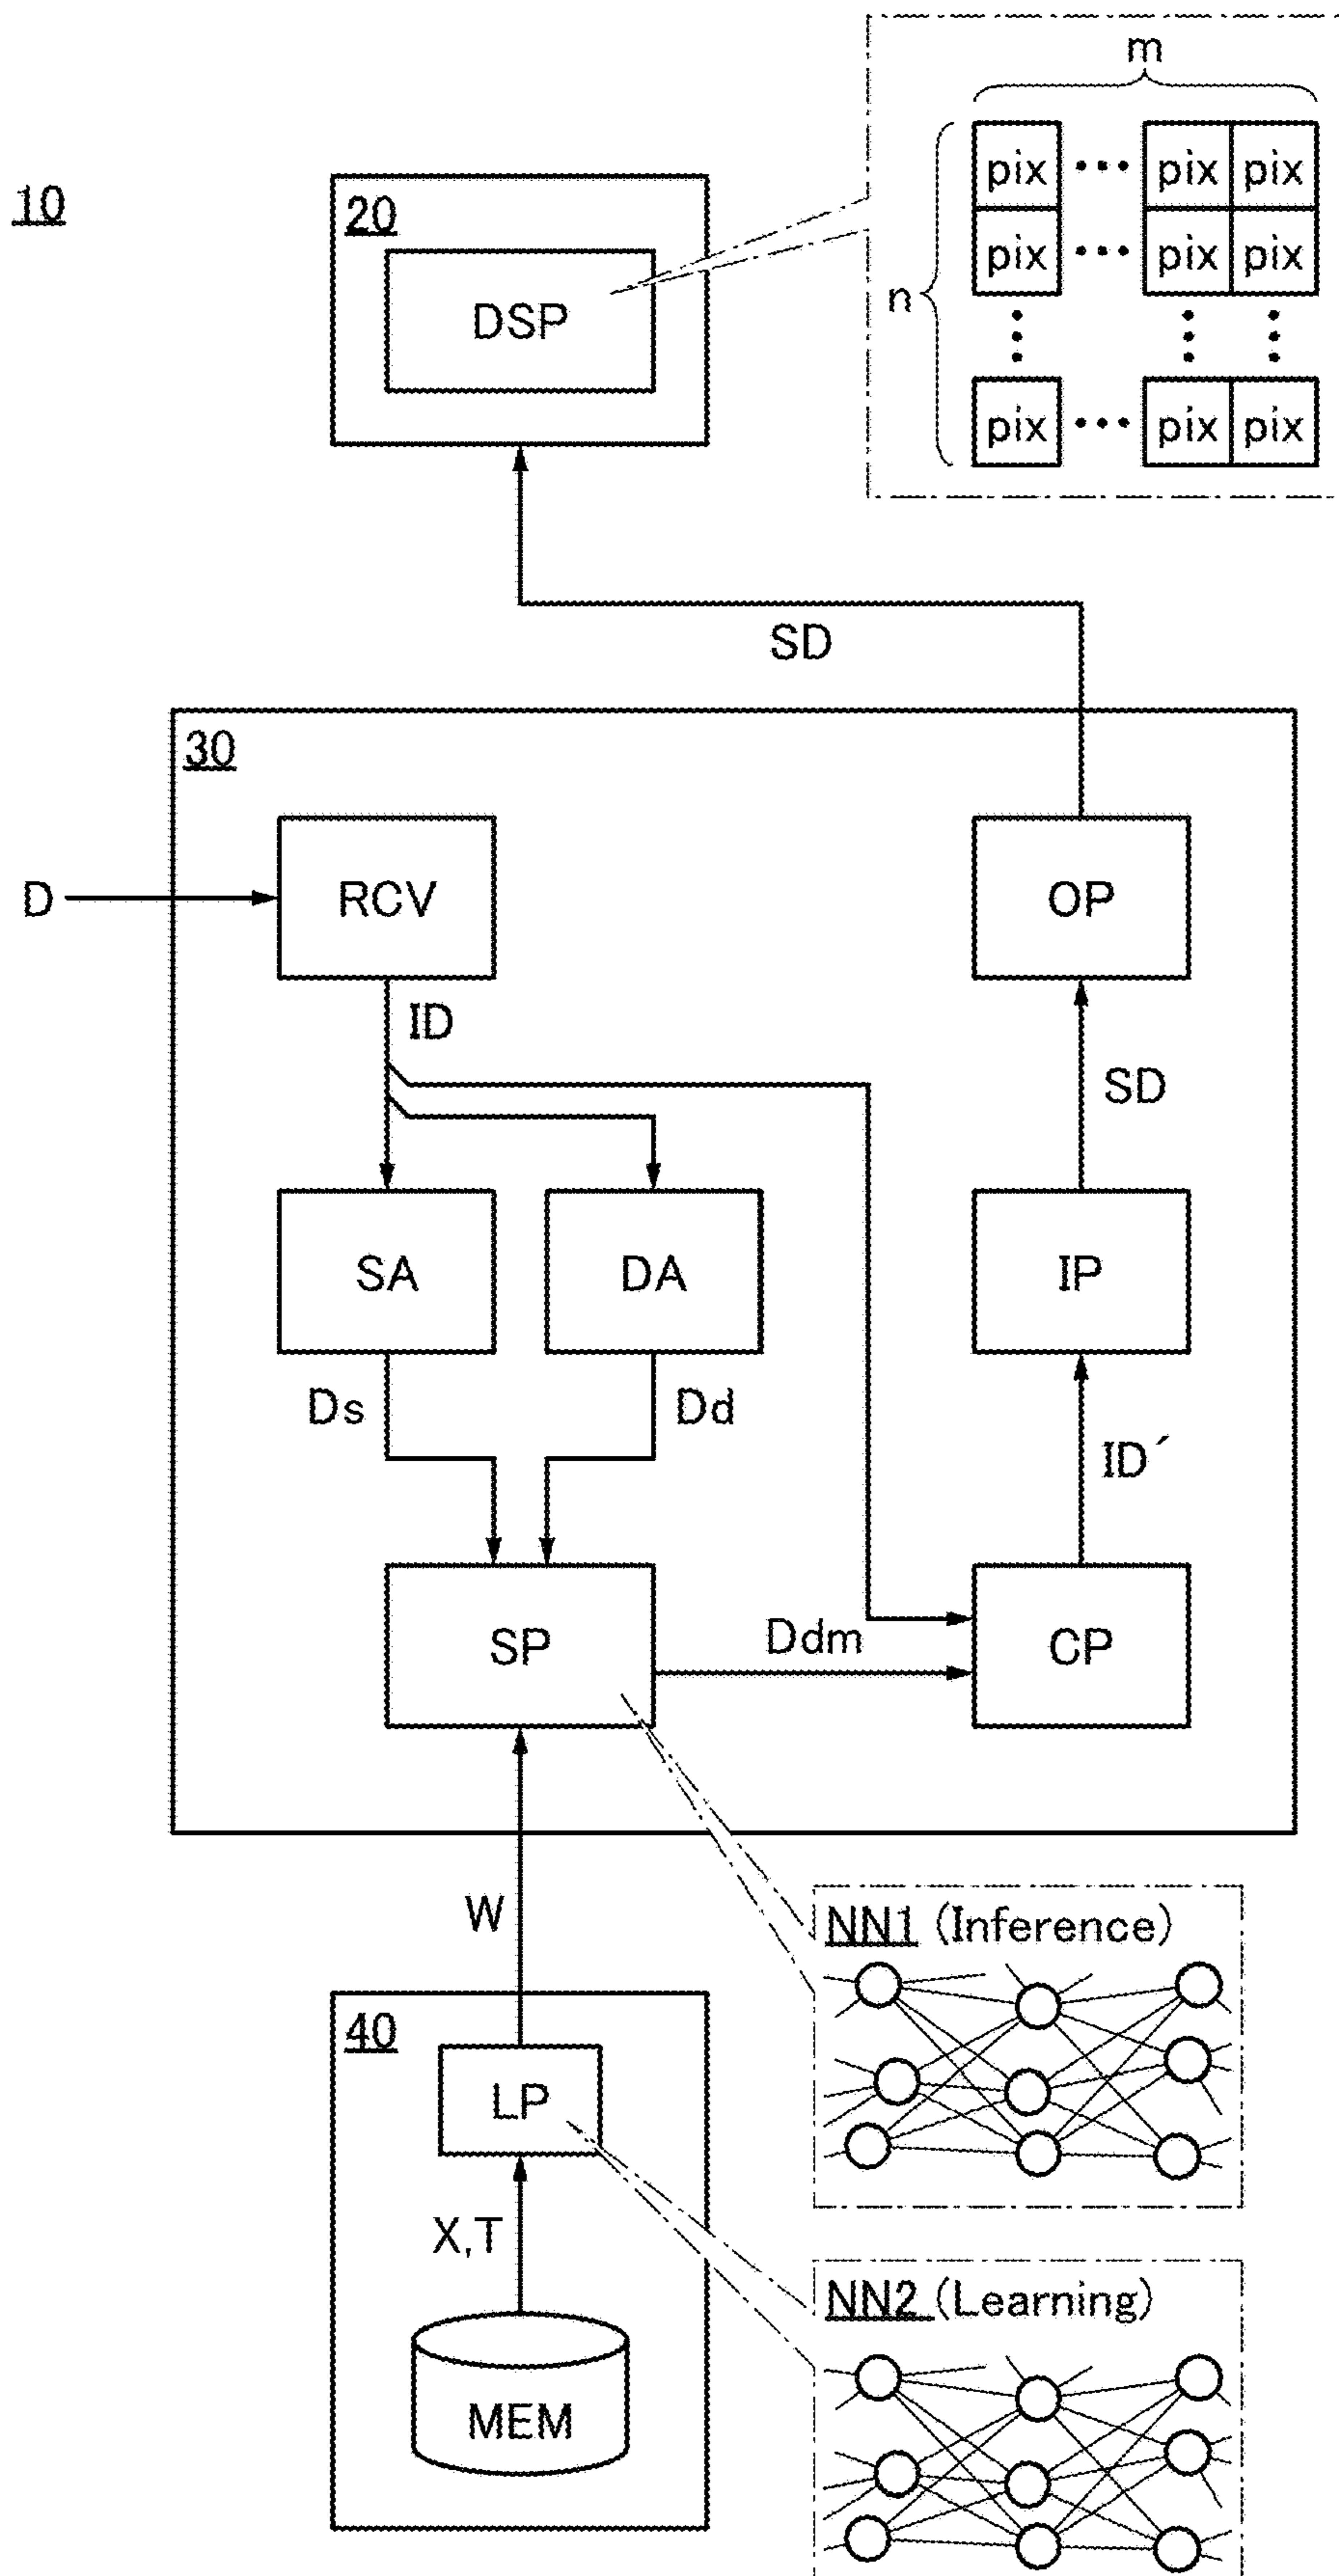 m
10
20
pix ••• pix pix
DSP
pix ••• pix pix
n
pix ••• pix pix
SD
30
D
RCV
OP
ID
SD
SA
DA
IP
Ds
Dd
ID´
SP
Ddm
CP
W
NN1 (Inference)
40
LP
X,T
NN2 (Learning)
MEM